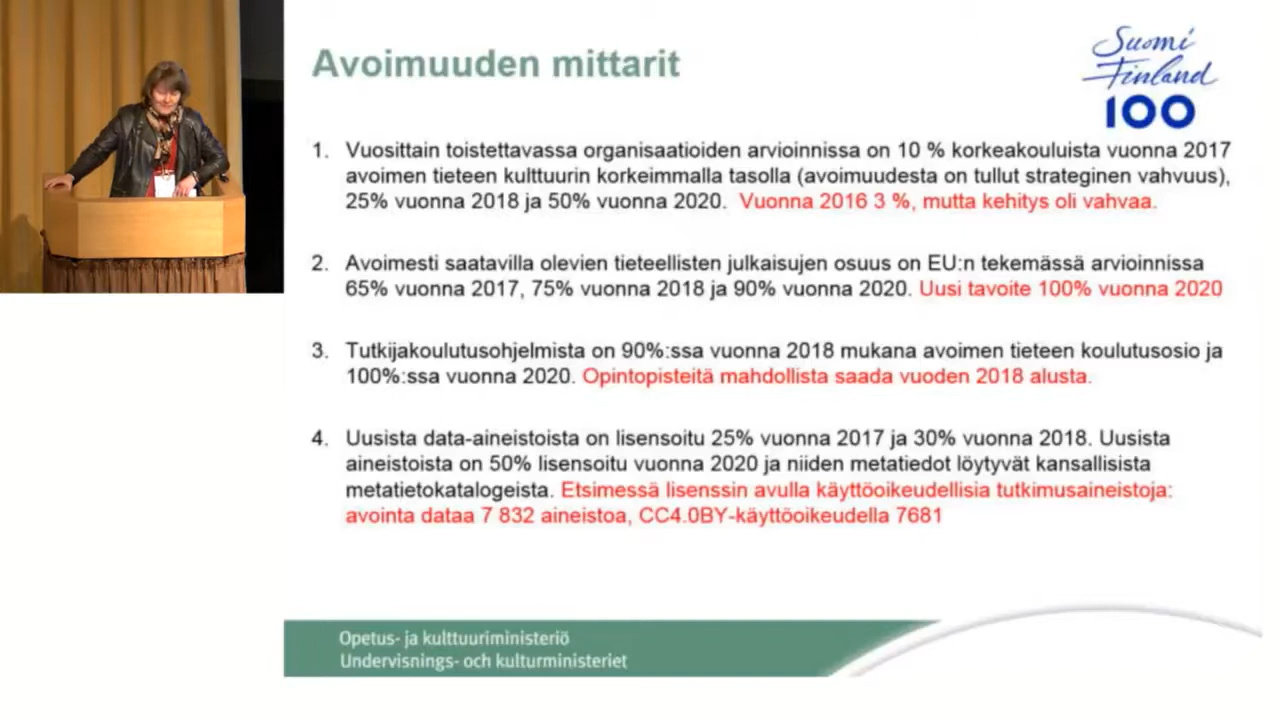 Avoimuuden mittarit
Suomi
Finland
100
1. Vuosittain toistettavassa organisaatioiden arvioinnissa on 10 % korkeakouluista vuonna 2017
avoimen tieteen kulttuurin korkeimmalla tasolla (avoimuudesta on tullut strateginen vahvuus),
25% vuonna 2018 ja 50% vuonna 2020. Vuonna 2016 3 %, mutta kehitys oli vahvaa.
2. Avoimesti saatavilla olevien tieteellisten julkaisujen osuus on EU:n tekemässä arvioinnissa
65% vuonna 2017, 75% vuonna 2018 ja 90% vuonna 2020. Uusi tavoite 100% vuonna 2020
3. Tutkijakoulutusohjelmista on 90%:ssa vuonna 2018 mukana avoimen tieteen koulutusosio ja
100%:ssa vuonna 2020. Opintopisteitä mahdollista saada vuoden 2018 alusta.
4. Uusista data-aineistoista on lisensoitu 25% vuonna 2017 ja 30% vuonna 2018. Uusista
aineistoista on 50% lisensoitu vuonna 2020 ja niiden metatiedot löytyvät kansallisista
metatietokatalogeista. Etsimessä lisenssin avulla käyttöoikeudellisia tutkimusaineistoja:
avointa dataa 7 832 aineistoa, CC4.0BY-käyttöoikeudella 7681
Opetus- ja kulttuuriministeriö
Undervisnings- och kulturministeriet